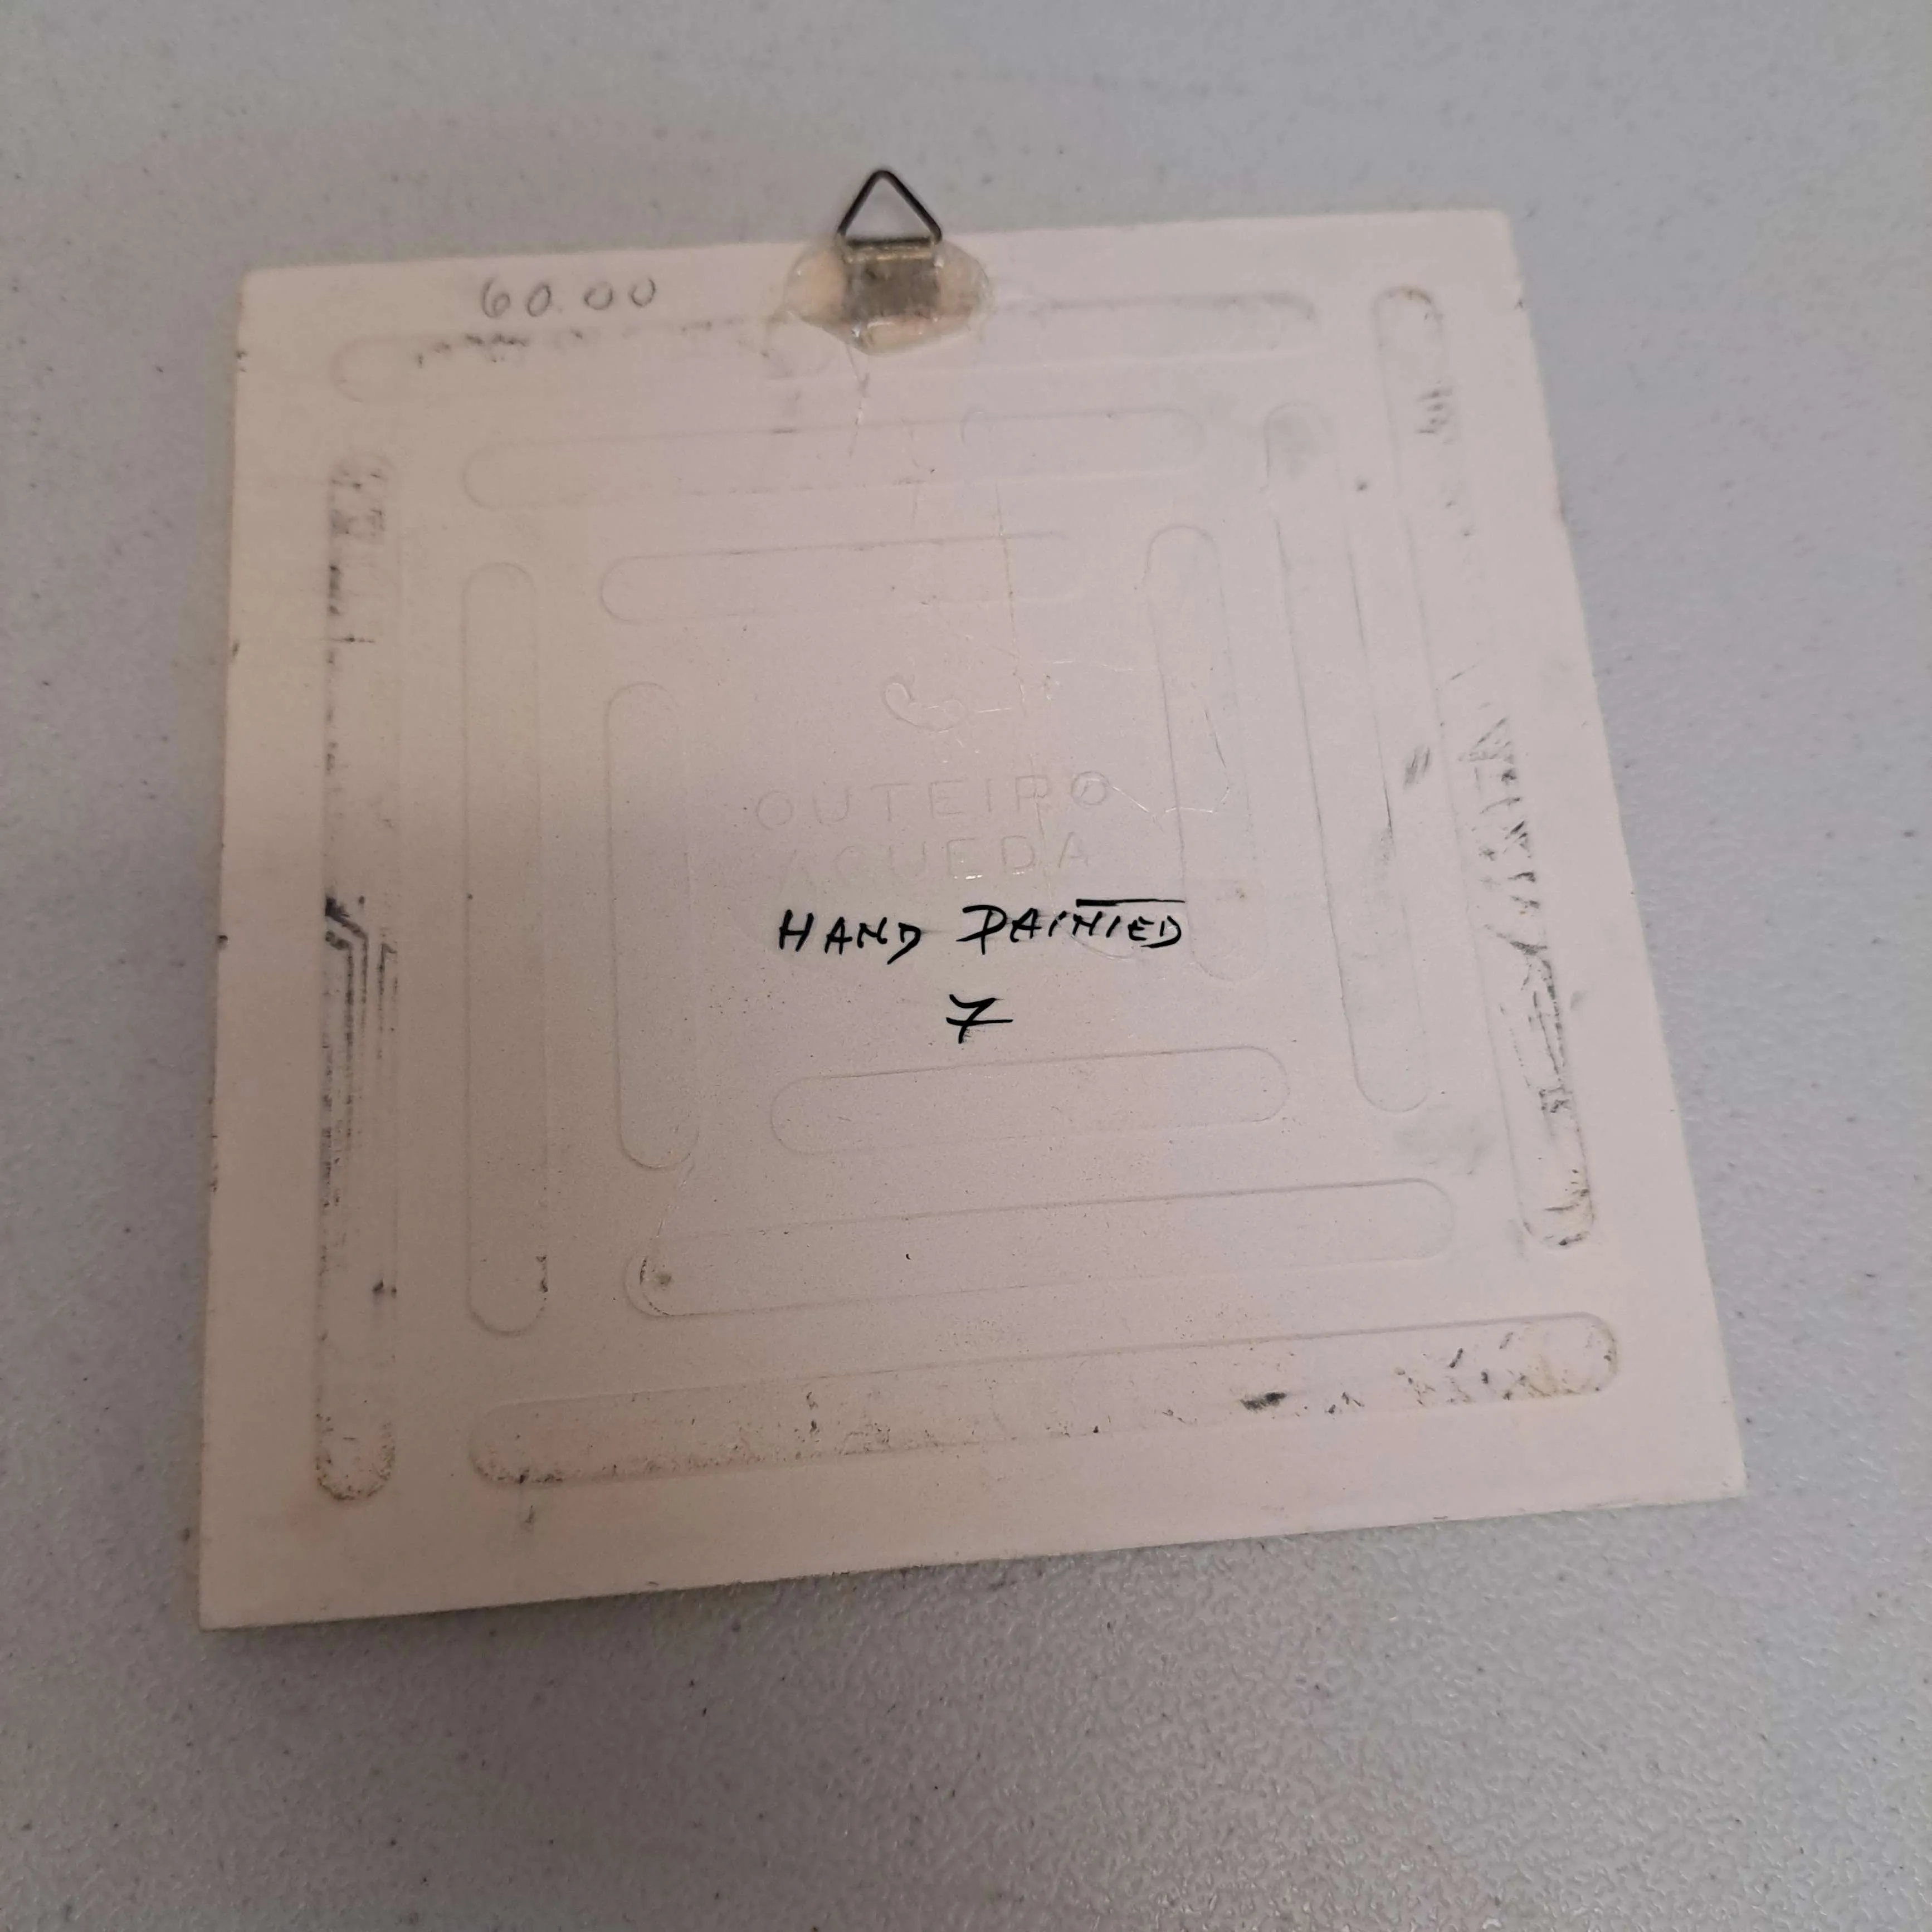 60.00
OUTEIRO
AGUEDA
HAND PAINTED
7